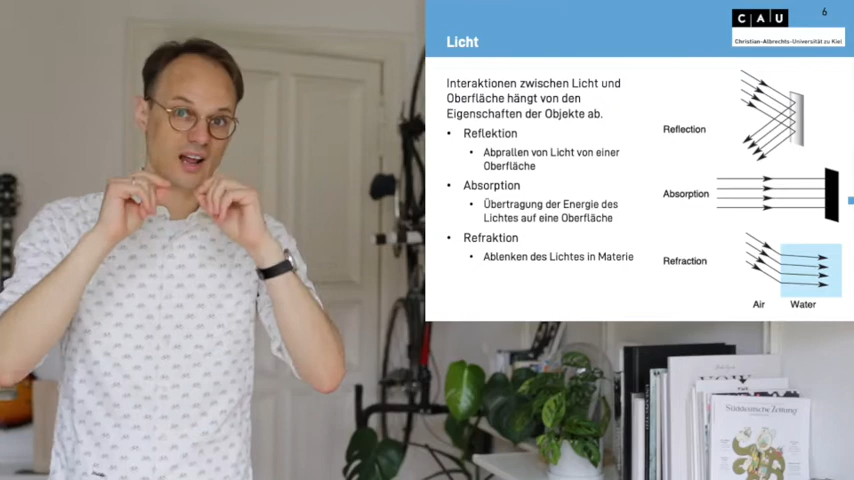 6
C A U
Christian-Albrechts-Universität zu Kiel
Licht
Interaktionen zwischen Licht und
Oberfläche hängt von den
Eigenschaften der Objekte ab.
• Reflektion
• Abprallen von Licht von einer
Oberfläche
• Absorption
• Übertragung der Energie des
Lichtes auf eine Oberfläche
• Refraktion
• Ablenken des Lichtes in Materie
Reflection
Absorption
Refraction
Air
Water
Süddeutsche Zeitung